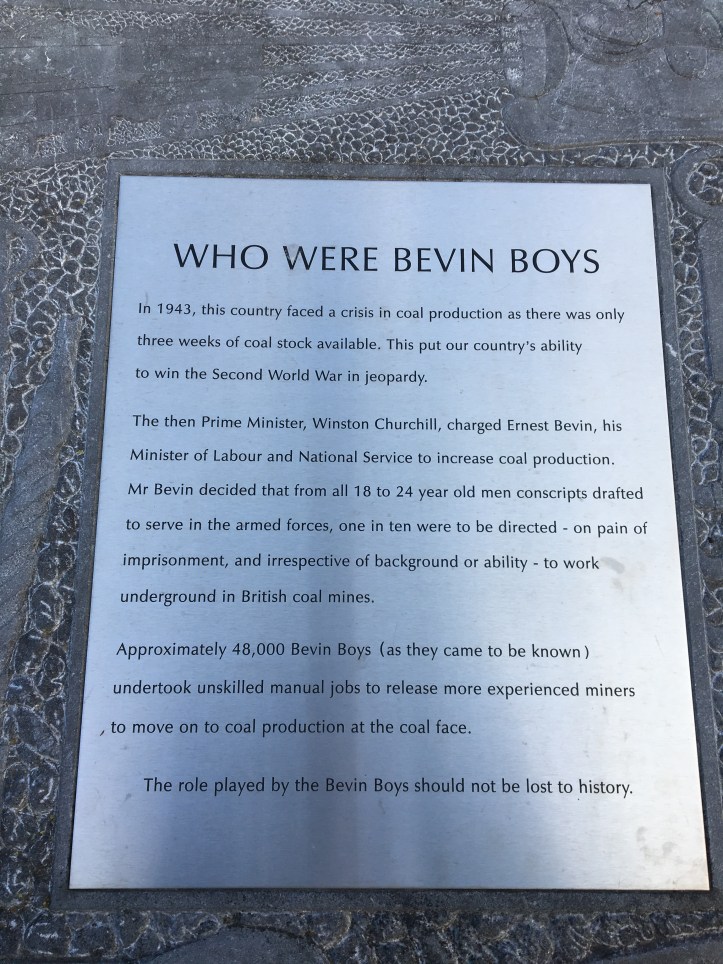 WHO WERE BEVIN BOYS
In 1943, this country faced a crisis in coal production as there was only
three weeks of coal stock available. This put our country's ability
to win the Second World War in jeopardy.
The then Prime Minister, Winston Churchill, charged Ernest Bevin, his
Minister of Labour and National Service to increase coal production.
Mr Bevin decided that from all 18 to 24 year old men conscripts drafted
to serve in the armed forces, one in ten were to be directed - on pain of
imprisonment, and irrespective of background or ability - to work
underground in British coal mines.
Approximately 48,000 Bevin Boys (as they came to be known)
undertook unskilled manual jobs to release more experienced miners
to move on to coal production at the coal face.
The role played by the Bevin Boys should not be lost to history.